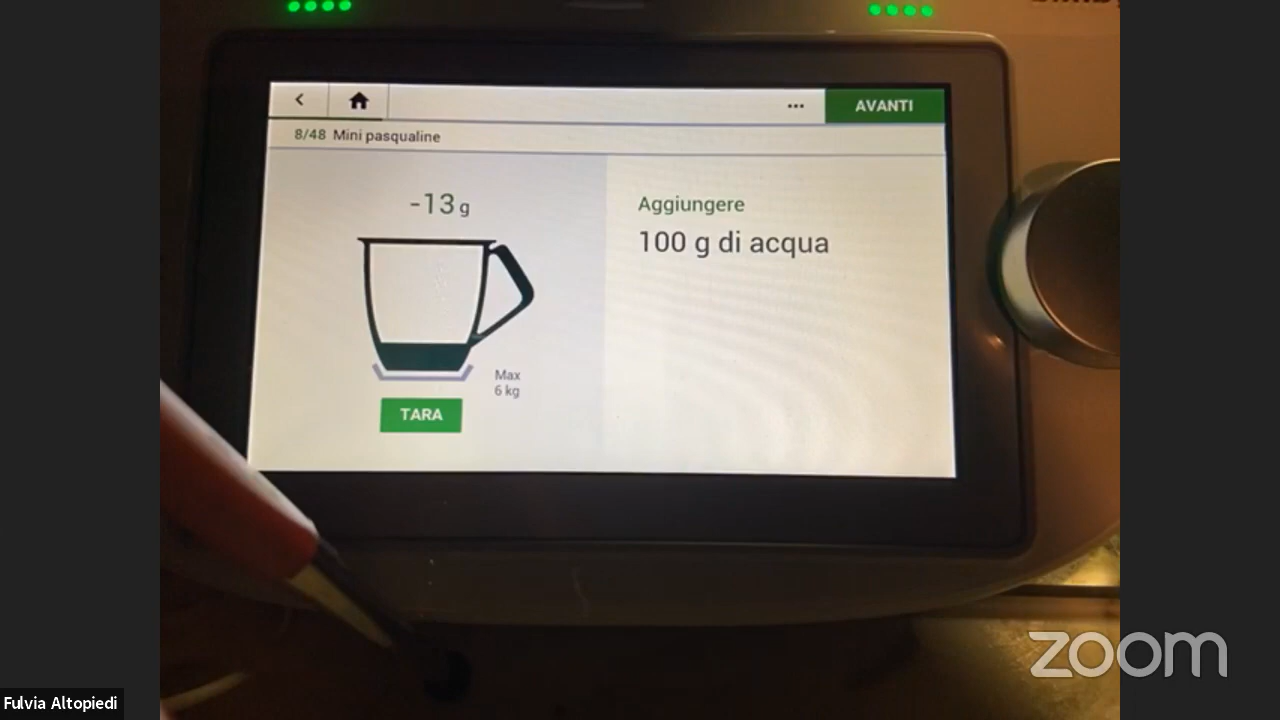 AVANTI
8/48 Mini pasqualine
-13 g
Aggiungere
100 g di acqua
Max
6 kg
TARA
zoom
Fulvia Altopiedi